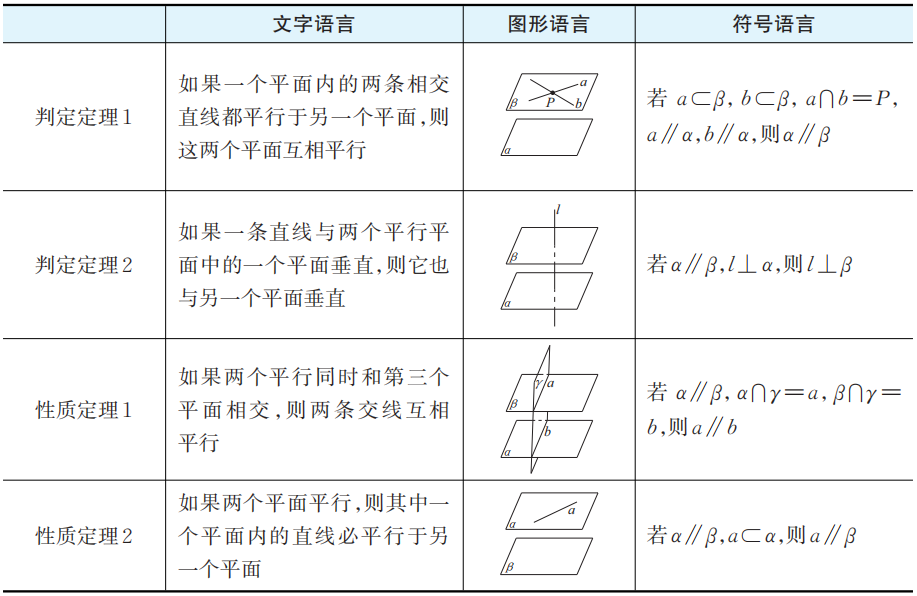 文字语言 图形语言 符号语言
判定定理1
如果一个平面内的两条相交
直线都平行于另一个平面,则
这两个平面互相平行
a
β P b
α
若 a⊂β, b⊂β, a∩b=P,
a∥α,b∥α,则α∥β
判定定理2
如果一条直线与两个平行平
面中的一个平面垂直,则它也
与另一个平面垂直
l
β
α
若α∥β,l⊥α,则l⊥β
性质定理1
如果两个平行同时和第三个
平面相交,则两条交线互相
平行
γ a
β
b
α
若 α∥β, α∩γ=a, β∩γ=
b,则a∥b
性质定理2
如果两个平面平行,则其中一
个平面内的直线必平行于另
一个平面
a
α
β
若α∥β,a⊂α,则a∥β